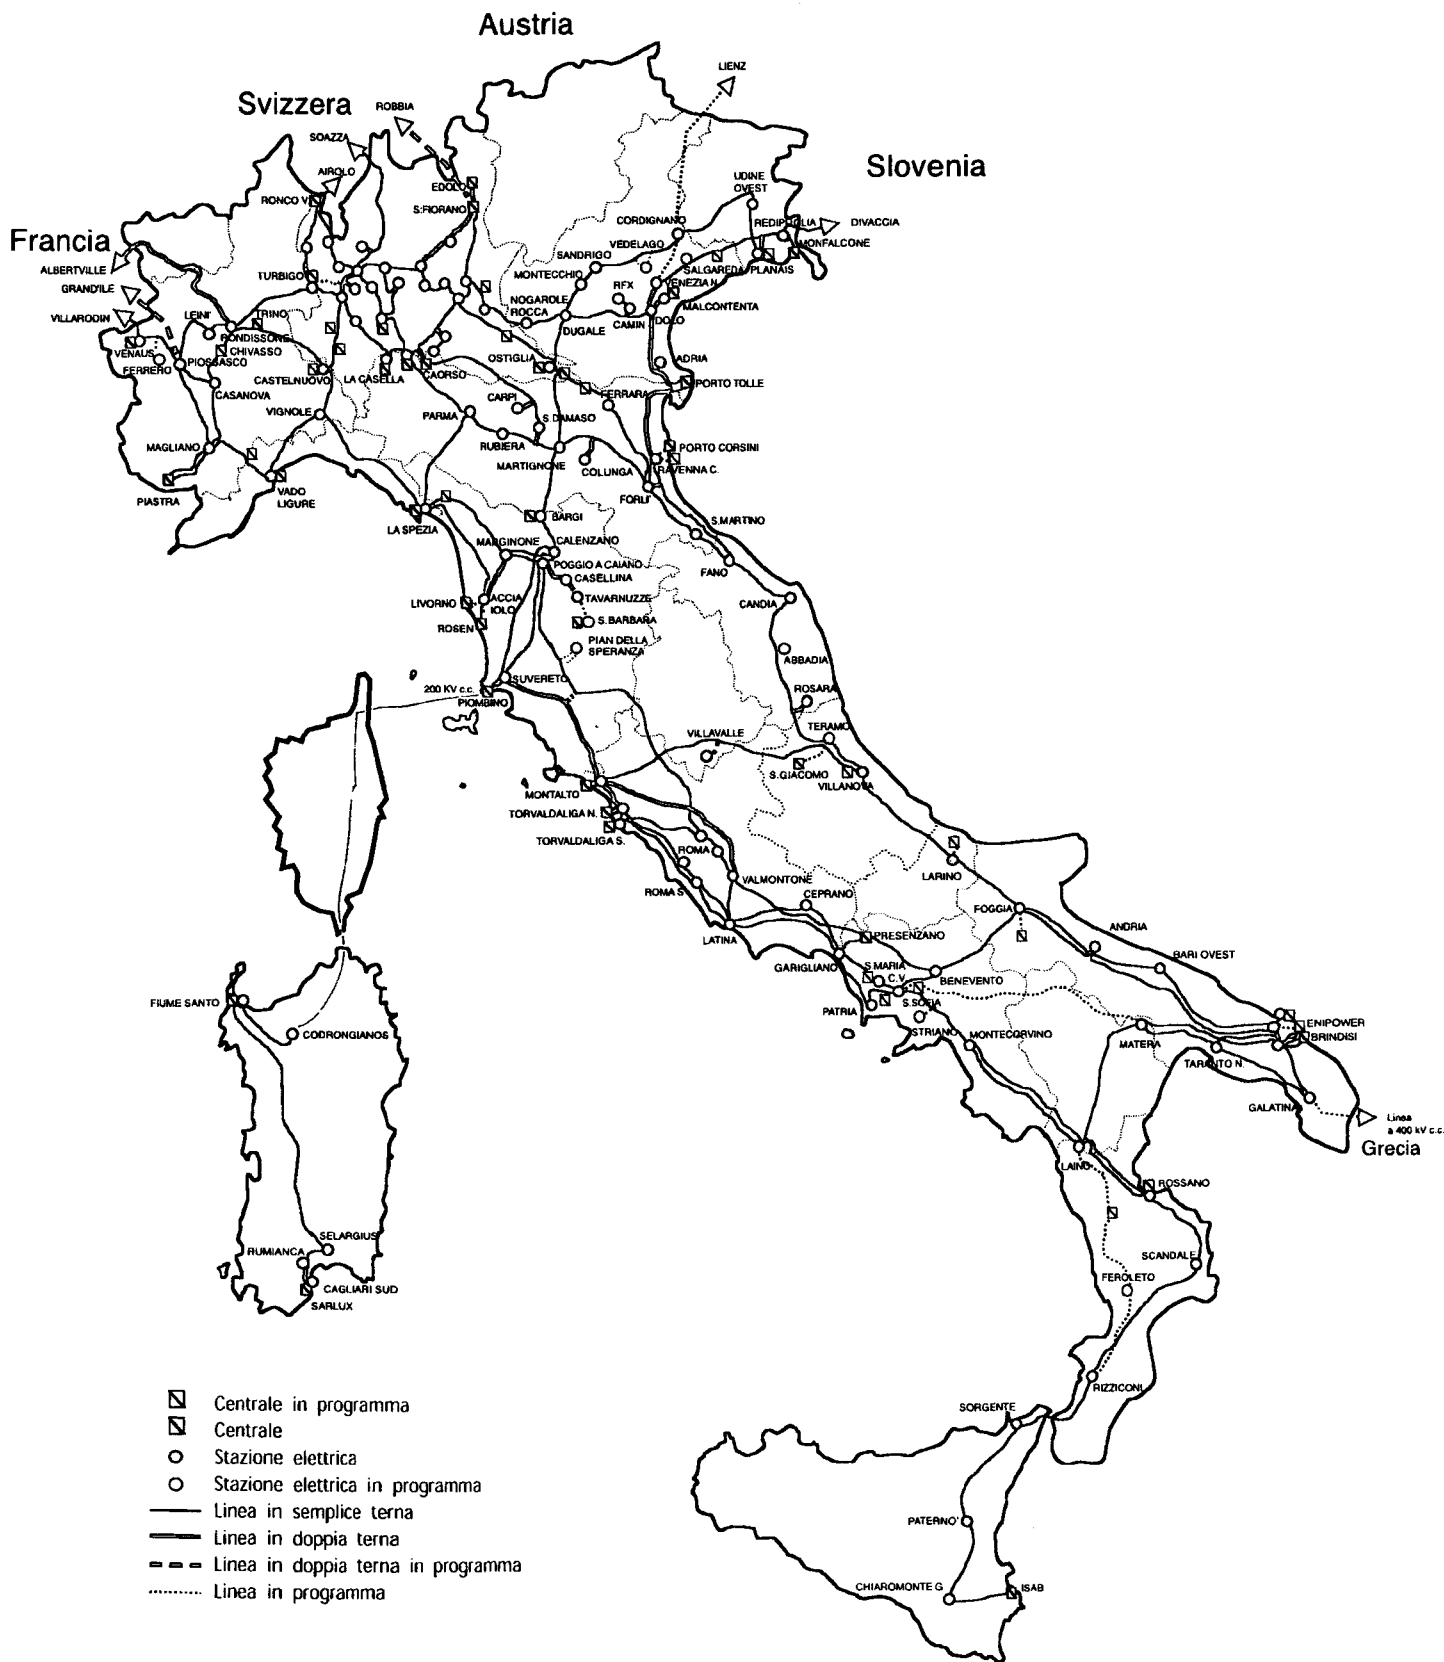 Austria
LIENZ
Svizzera
ROBBIA
SOAZZA
AIROLO
Slovenia
EDOLO
UDINE
OVEST
RONCO V.
S.FIORANO
CORDIGNANO
REDIPUGLIA
DIVACCIA
Francia
VEDELAGO
MONFALCONE
SANDRIGO
ALBERTVILLE
SALGAREDA
PLANAIS
TURBIGO
MONTECCHIO
GRAND'ILE
RFX
VENEZIA N.
NOGAROLE
ROCCA
MALCONTENTA
VILLARODIN
LEINI'
TRINO
DUGALE
CAMIN
DOLO
RONDISSONE
CHIVASSO
VENAUS
OSTIGLIA
ADRIA
FERRERO
PIOSSASCO
CASTELNUOVO
LA CASELLA
CAORSO
PORTO TOLLE
CASANOVA
CARPI
FERRARA
VIGNOLE
PARMA
S.DAMASO
MAGLIANO
RUBIERA
PORTO CORSINI
MARTIGNONE
COLUNGA
RAVENNA C.
PIASTRA
VADO
LIGURE
FORLI'
LA SPEZIA
BARGI
S.MARTINO
MARGINONE
CALENZANO
POGGIO A CAIANO
FANO
CASELLINA
LIVORNO
ACCIA
IOLO
TAVARNUZZE
CANDIA
ROSEN
S. BARBARA
PIAN DELLA
SPERANZA
ABBADIA
SUVERETO
200 KV c.c.
PIOMBINO
ROSARA
TERAMO
VILLAVALLE
S.GIACOMO
VILLANOVA
MONTALTO
TORVALDALIGA N.
TORVALDALIGA S.
ROMA
LARINO
VALMONTONE
ROMA S
CEPRANO
FOGGIA
ANDRIA
LATINA
PRESENZANO
BARI OVEST
GARIGLIANO
S.MARIA
C.V.
BENEVENTO
FIUME SANTO
PATRIA
S.SOFIA
ENIPOWER
CODRONGIANOS
STRIANO
MONTECORVINO
MATERA
BRINDISI
TARANTO N.
GALATINA
Linea
a 400 kV c.c.
Grecia
LAINO
ROSSANO
SELARGIUS
RUMIANCA
SCANDALE
FEROLETO
CAGLIARI SUD
SARLUX
RIZZICONI
SORGENTE
Centrale in programma
Centrale
Stazione elettrica
Stazione elettrica in programma
Linea in semplice terna
PATERNO'
Linea in doppia terna
Linea in doppia terna in programma
Linea in programma
CHIAROMONTE G
ISAB